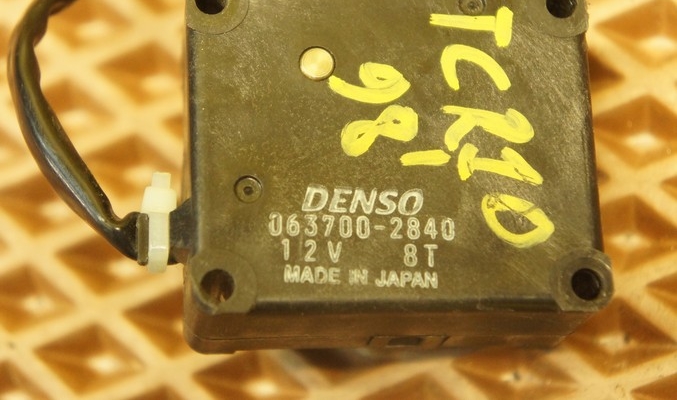 TCR10
98'-
DENSO
063700-2840
12V 8T
MADE IN JAPAN